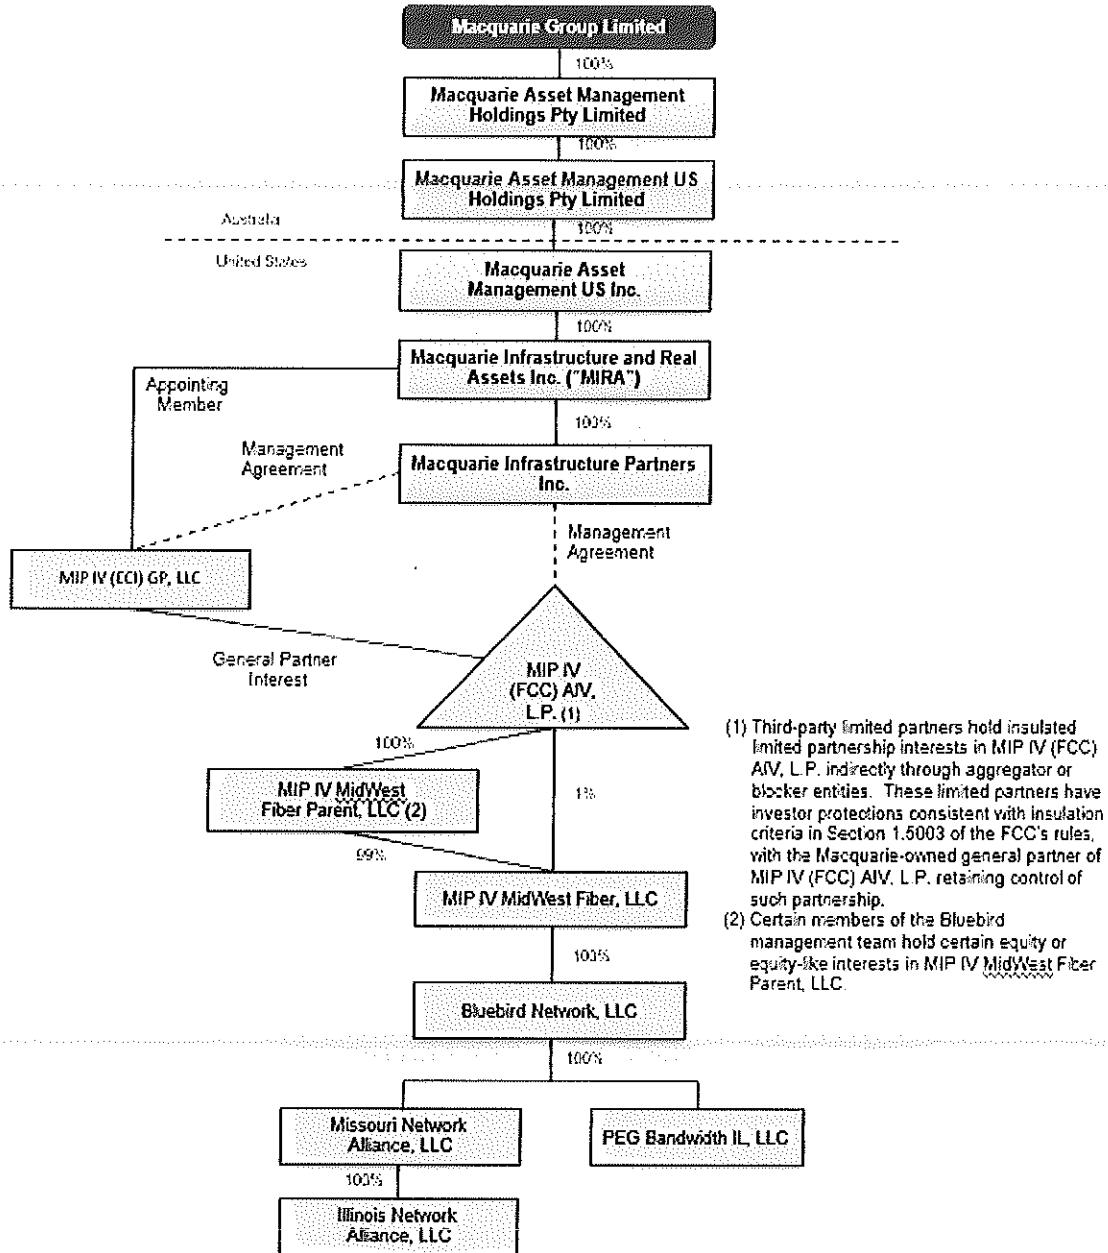 Macquarie Group Limited
100%
Macquarie Asset Management
Holdings Pty Limited
100%
Macquarie Asset Management US
Holdings Pty Limited
Australia
100%
United States
Macquarie Asset
Management US Inc.
100%
Macquarie Infrastructure and Real
Assets Inc. ("MIRA")
Appointing
Member
100%
Management
Agreement
Macquarie Infrastructure Partners
Inc.
Management
Agreement
MIP IV (ECI) GP, LLC
General Partner
Interest
MIP IV
(FCC) AIV,
L.P. (1)
100%
MIP IV MidWest
Fiber Parent, LLC (2)
1%
99%
MIP IV MidWest Fiber, LLC
100%
Bluebird Network, LLC
100%
Missouri Network
Alliance, LLC
PEG Bandwidth IL, LLC
100%
Illinois Network
Alliance, LLC
(1) Third-party limited partners hold insulated
limited partnership interests in MIP IV (FCC)
AIV, L.P. indirectly through aggregator or
blocker entities. These limited partners have
investor protections consistent with insulation
criteria in Section 1.5003 of the FCC's rules,
with the Macquarie-owned general partner of
MIP IV (FCC) AIV, L.P. retaining control of
such partnership.
(2) Certain members of the Bluebird
management team hold certain equity or
equity-like interests in MIP IV MidWest Fiber
Parent, LLC.